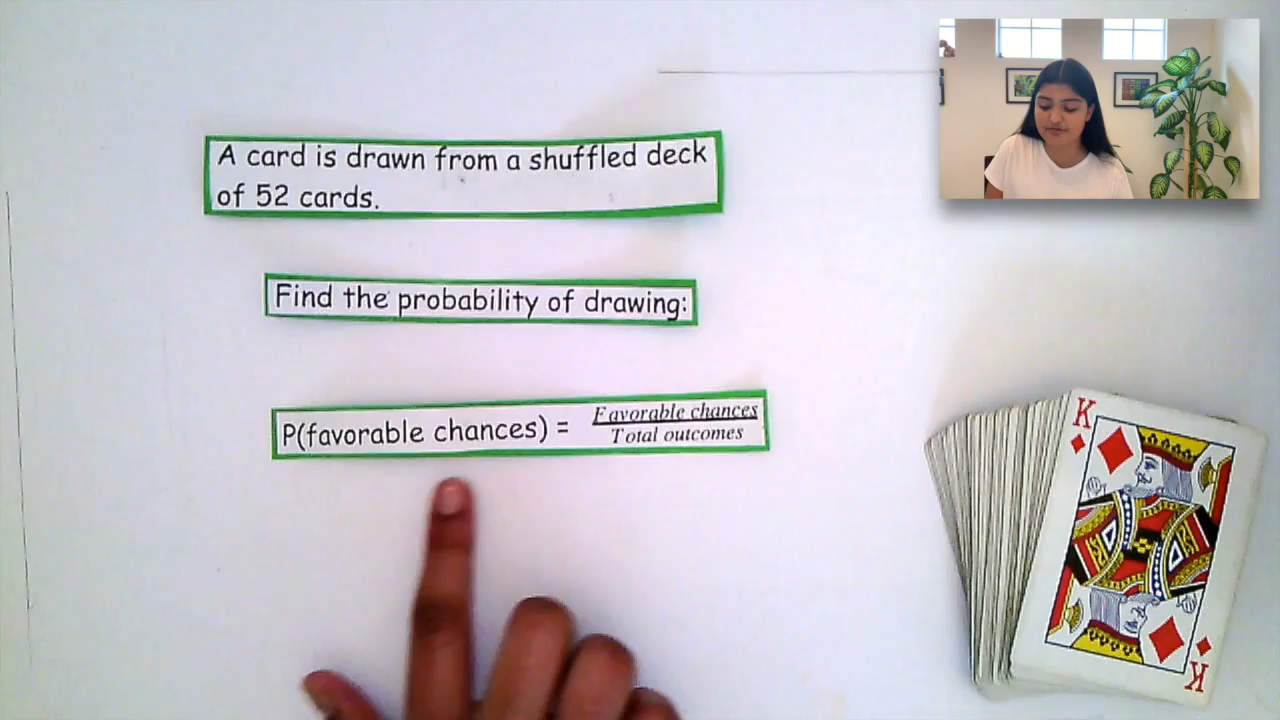 A card is drawn from a shuffled deck
of 52 cards.
Find the probability of drawing:
P(favorable chances) = Favorable chances
Total outcomes
K
K